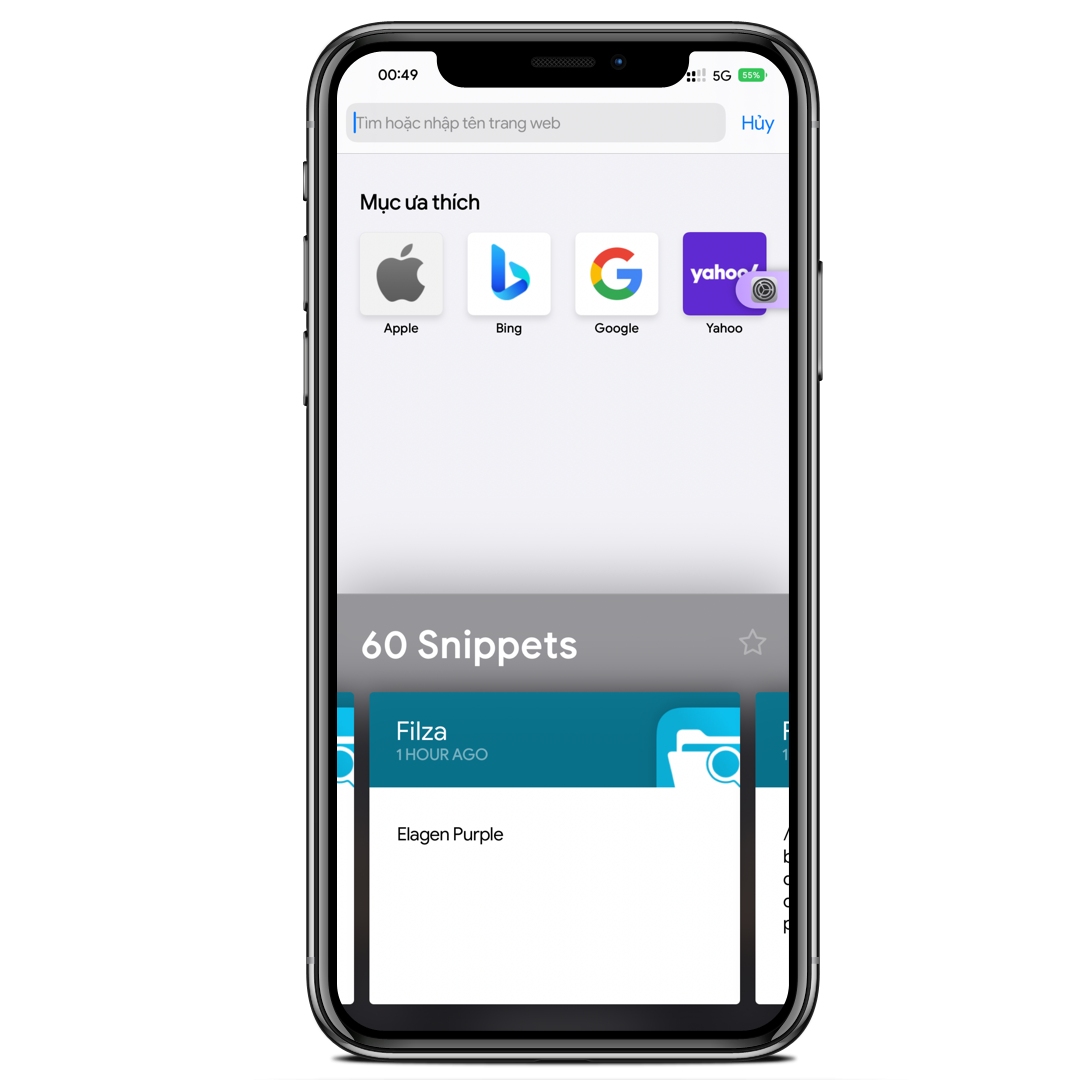 00:49
5G
55%
Tìm hoặc nhập tên trang web
Hủy
Mục ưa thích
yahoo!
Apple
Bing
Google
Yahoo
60 Snippets
Filza
1 HOUR AGO
Elagen Purple